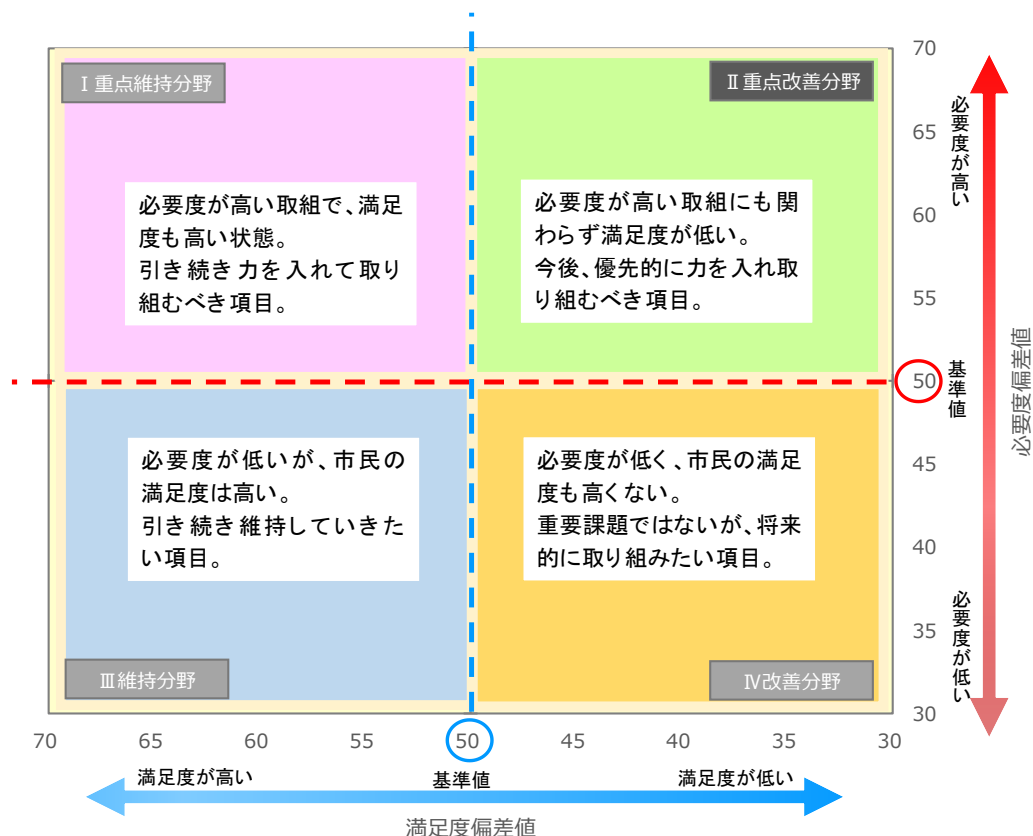 Ⅰ重点維持分野
Ⅱ重点改善分野
必要度が高い取組で、満足
度も高い状態。
引き続き力を入れて取り
組むべき項目。
必要度が高い取組にも関
わらず満足度が低い。
今後、優先的に力を入れ取
り組むべき項目。
必要度が低いが、市民の
満足度は高い。
引き続き維持していきた
い項目。
必要度が低く、市民の満足
度も高くない。
重要課題ではないが、将来
的に取り組みたい項目。
Ⅲ維持分野
Ⅳ改善分野
70
65
60
55
50
45
40
35
30
必要度が高い
基準値
必要度が低い
必要度偏差値
70
65
60
55
50
45
40
35
30
満足度が高い
基準値
満足度が低い
満足度偏差値